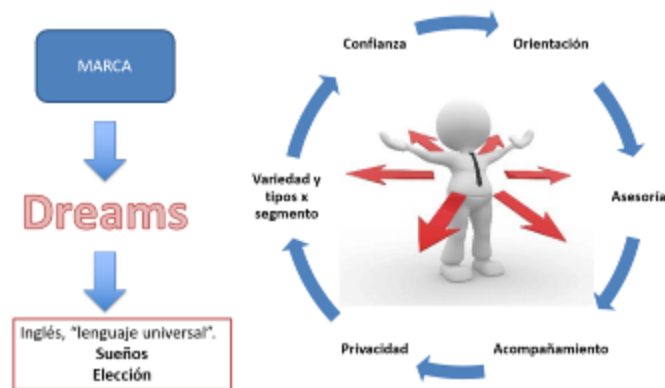 MARCA
Dreams
Inglés, "lenguaje universal".
Sueños
Elección
Confianza
Orientación
Asesoría
Acompañamiento
Privacidad
Variedad y
tipos x
segmento